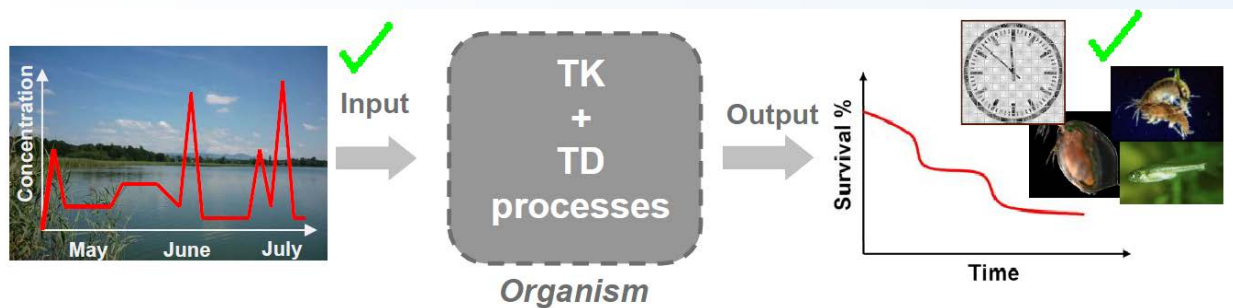 Concentration
May
June
July
Input
TK
+
TD
processes
Organism
Output
Survival %
Time